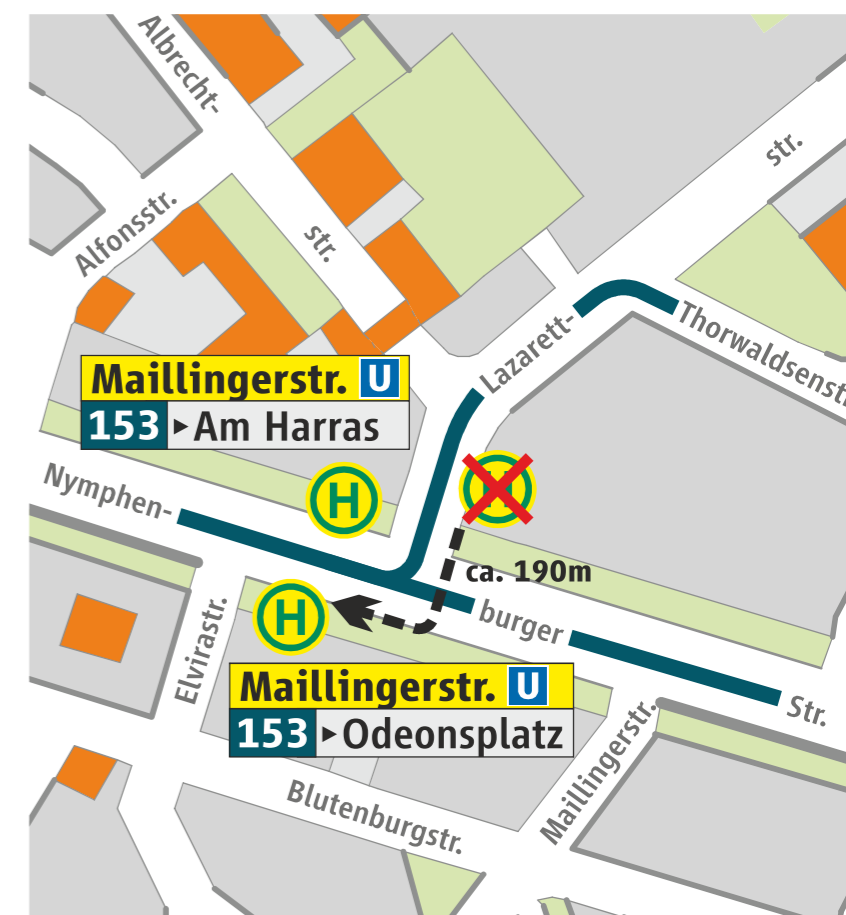 Albrecht-
str.
str.
Alfonsstr.
Lazarett-
Thorwaldsenstr
Maillingerstr. U
153 ▸Am Harras
Nymphen-
H
H
ca. 190m
burger
H
Elvirastr.
Maillingerstr. U
153 ▸Odeonsplatz
Str.
Maillingerstr.
Blutenburgstr.